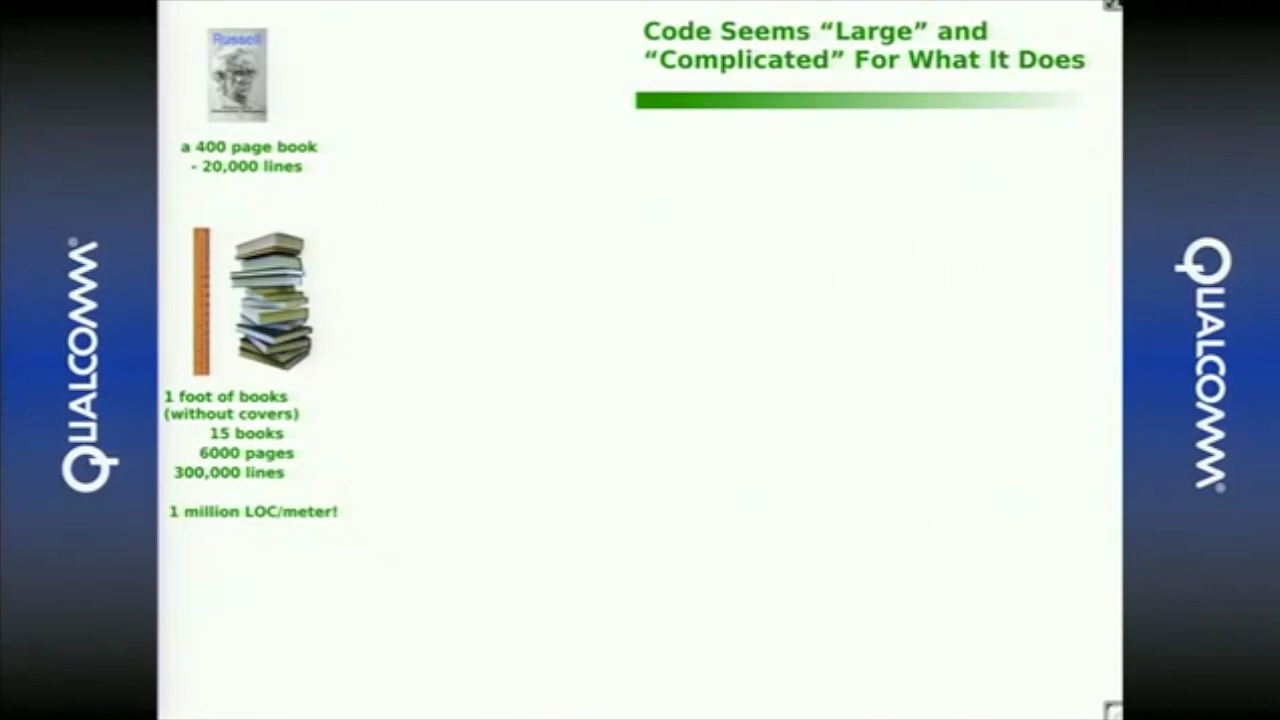 Code Seems “Large” and
“Complicated” For What It Does
Russell
a 400 page book
- 20,000 lines
1 foot of books
(without covers)
15 books
6000 pages
300,000 lines
1 million LOC/meter!
QUALCOMM®
QUALCOMM®